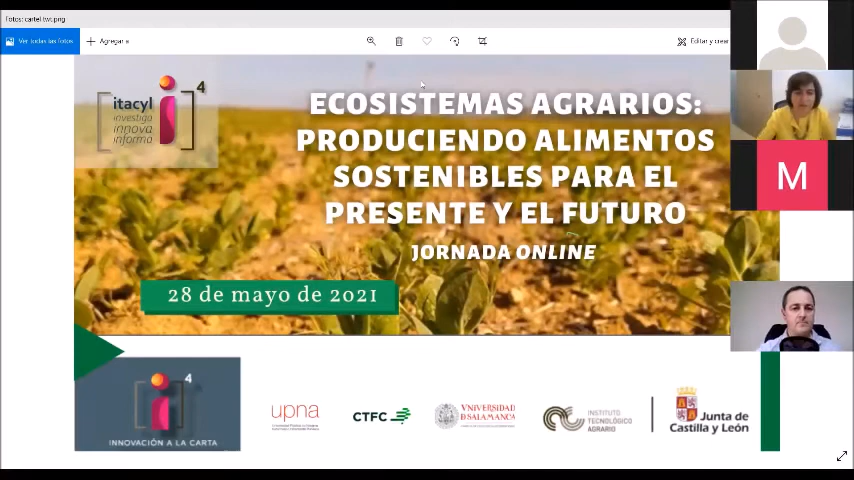 Fotos: cartel-twt.png
Ver todas las fotos
Agregar a
Editar y crear
itacyl
investiga
innova
informa
4
ECOSISTEMAS AGRARIOS:
PRODUCIENDO ALIMENTOS
SOSTENIBLES PARA EL
PRESENTE Y EL FUTURO
JORNADA ONLINE
M
28 de mayo de 2021
4
INNOVACIÓN A LA CARTA
upna
CTFC
VNIVERSIDAD
D SALAMANCA
INSTITUTO
TECNOLÓGICO
AGRARIO
Junta de
Castilla y León